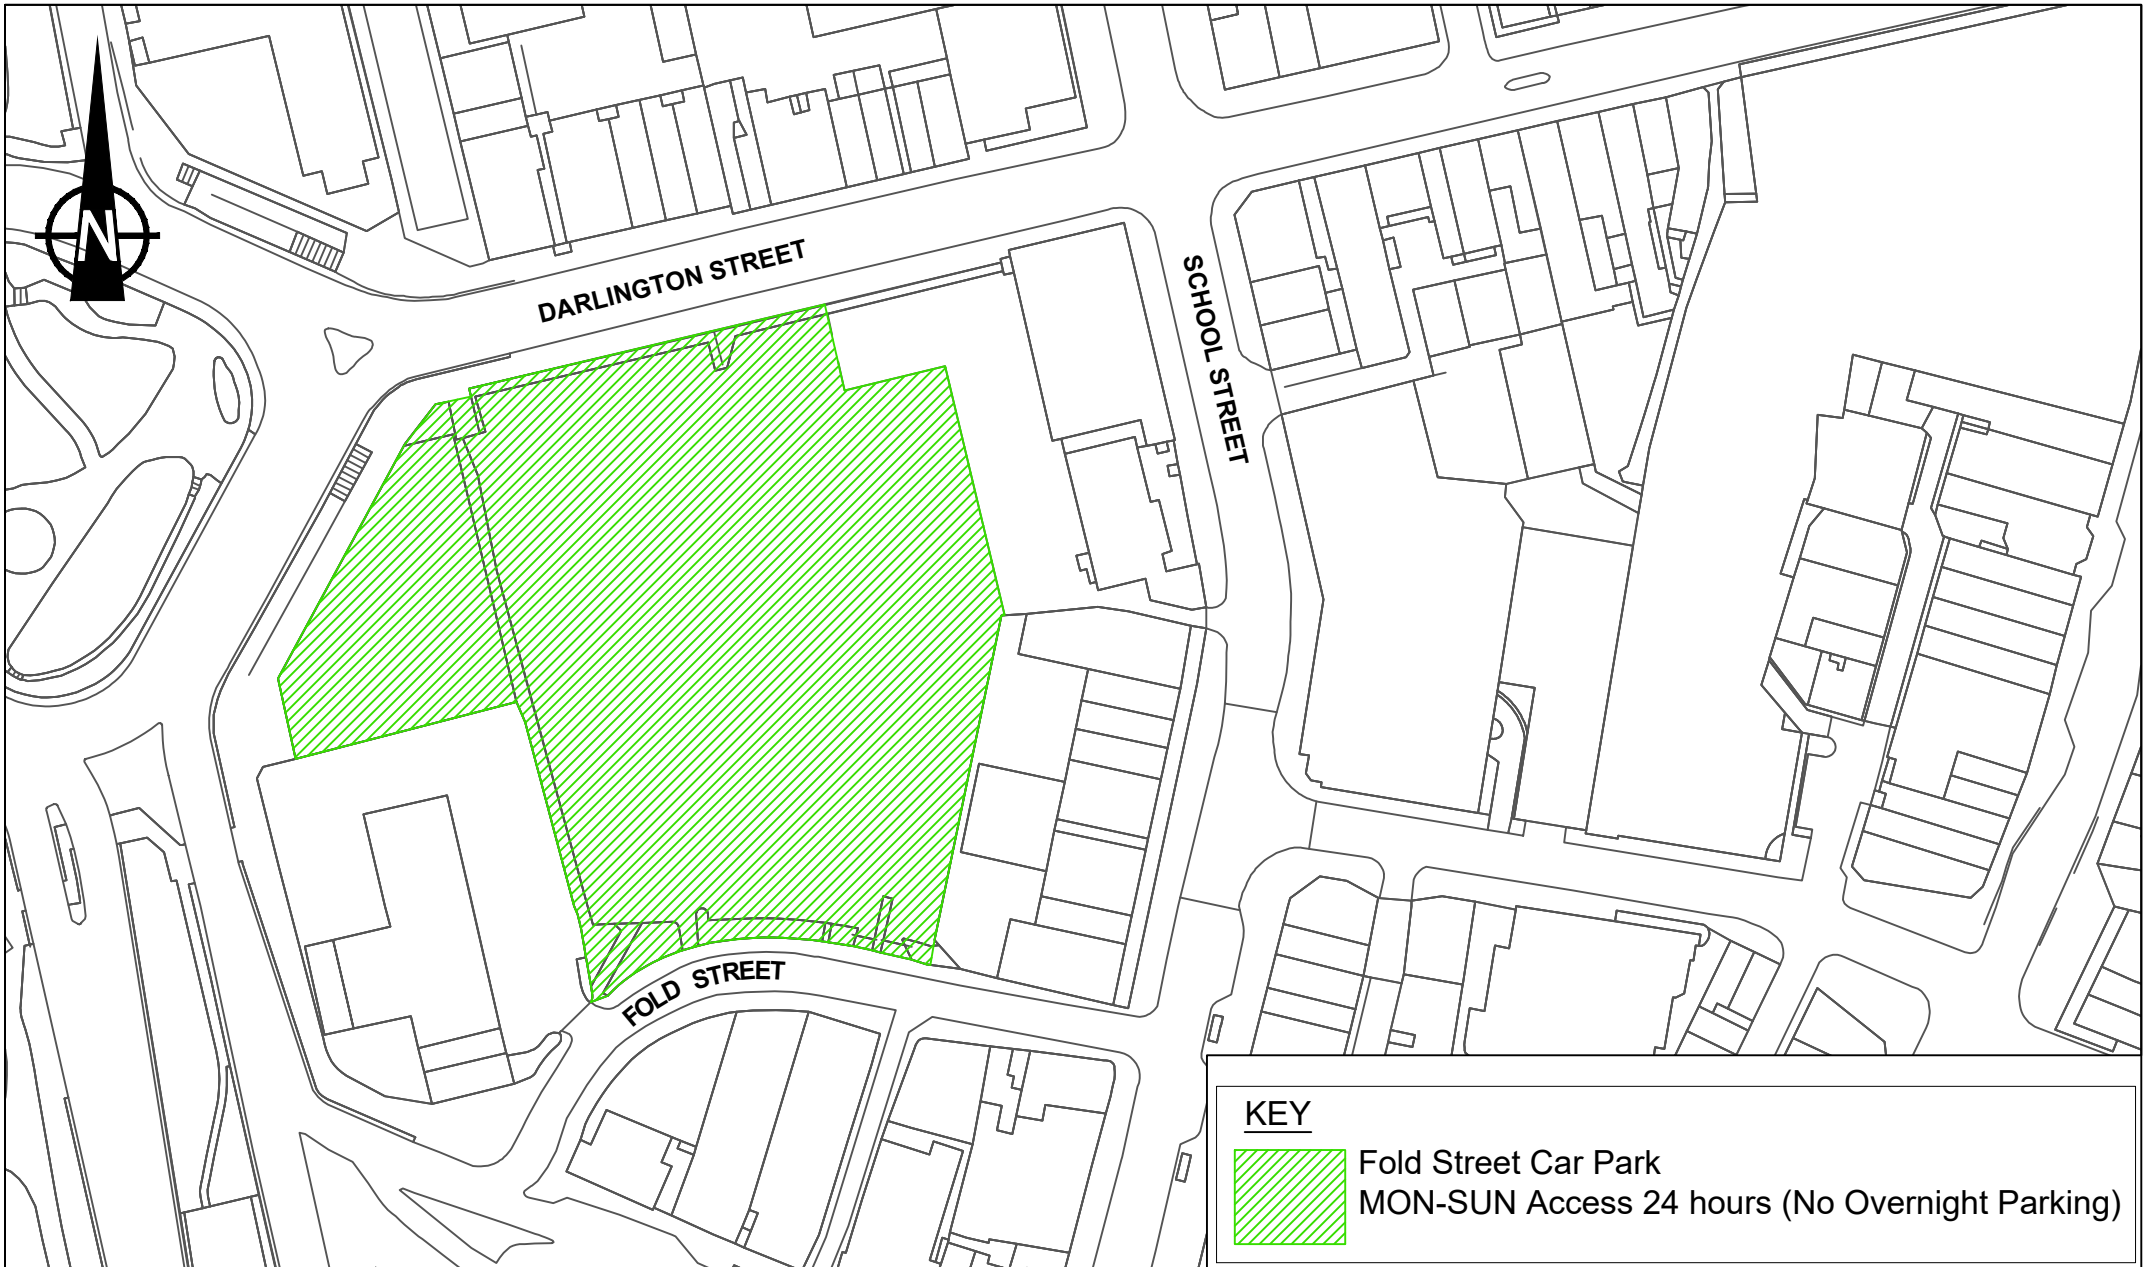 N
DARLINGTON STREET
SCHOOL STREET
FOLD STREET
KEY
Fold Street Car Park
MON-SUN Access 24 hours (No Overnight Parking)